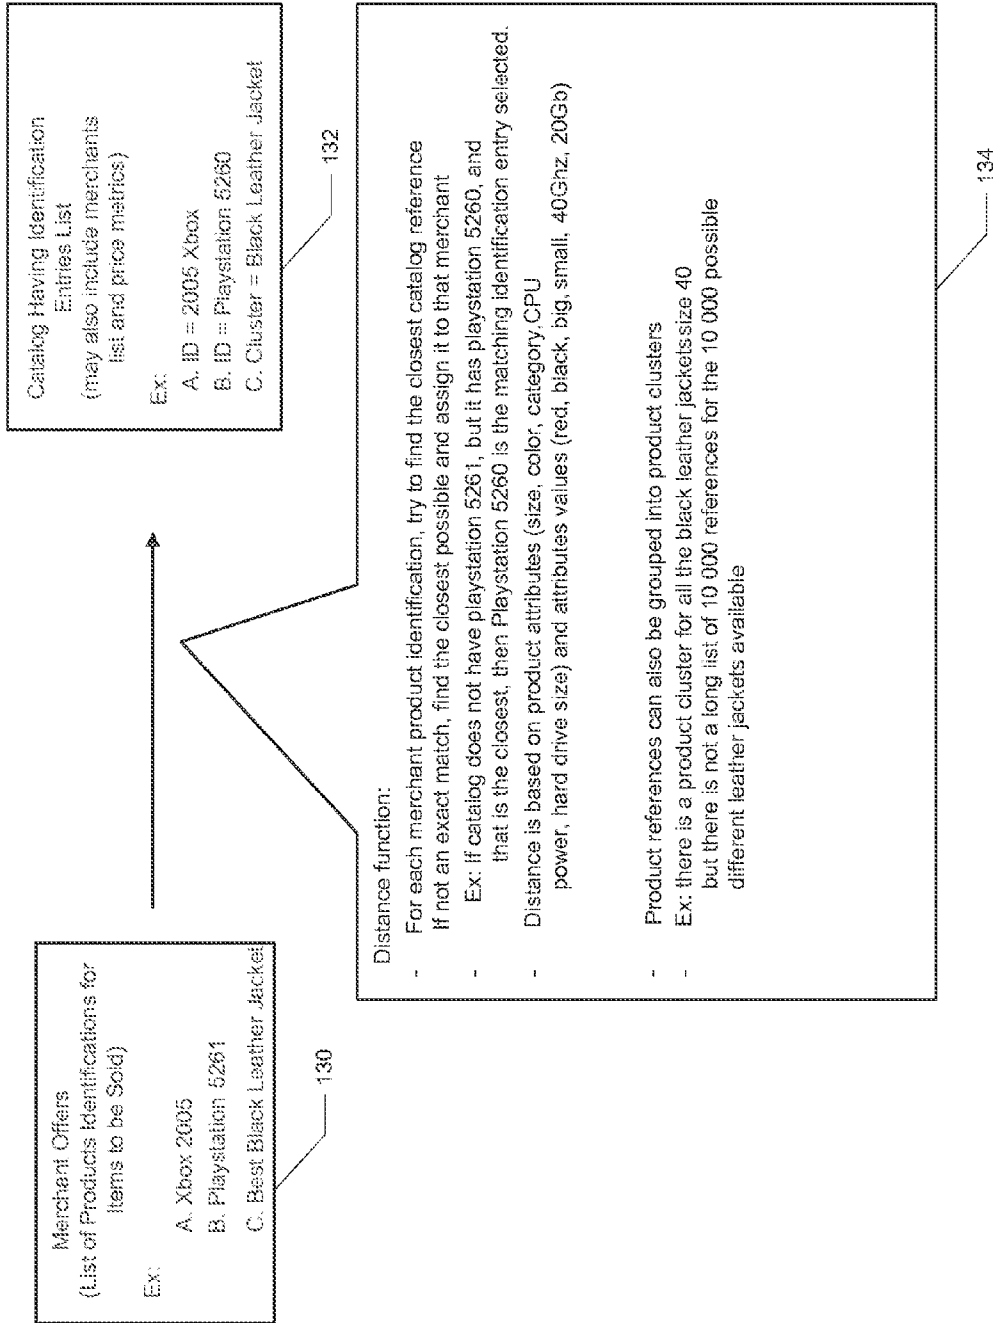 Merchant Offers
(List of Products Identifications for
Items to be Sold)
Ex:
A. Xbox 2005
B. Playstation 5261
C. Best Black Leather Jacket
130
Catalog Having Identification
Entries List
(may also include merchants
list and price metrics)
Ex:
A. ID = 2005 Xbox
B. ID = Playstation 5260
C. Cluster = Black Leather Jacket
132
Distance function:
- For each merchant product identification, try to find the closest catalog reference
If not an exact match, find the closest possible and assign it to that merchant
- Ex: If catalog does not have playstation 5261, but it has playstation 5260, and
that is the closest, then Playstation 5260 is the matching identification entry selected.
- Distance is based on product attributes (size, color, category,CPU
power, hard drive size) and attributes values (red, black, big, small, 40Ghz, 20Gb)
- Product references can also be grouped into product clusters
- Ex: there is a product cluster for all the black leather jacketssize 40
but there is not a long list of 10 000 references for the 10 000 possible
different leather jackets available
134